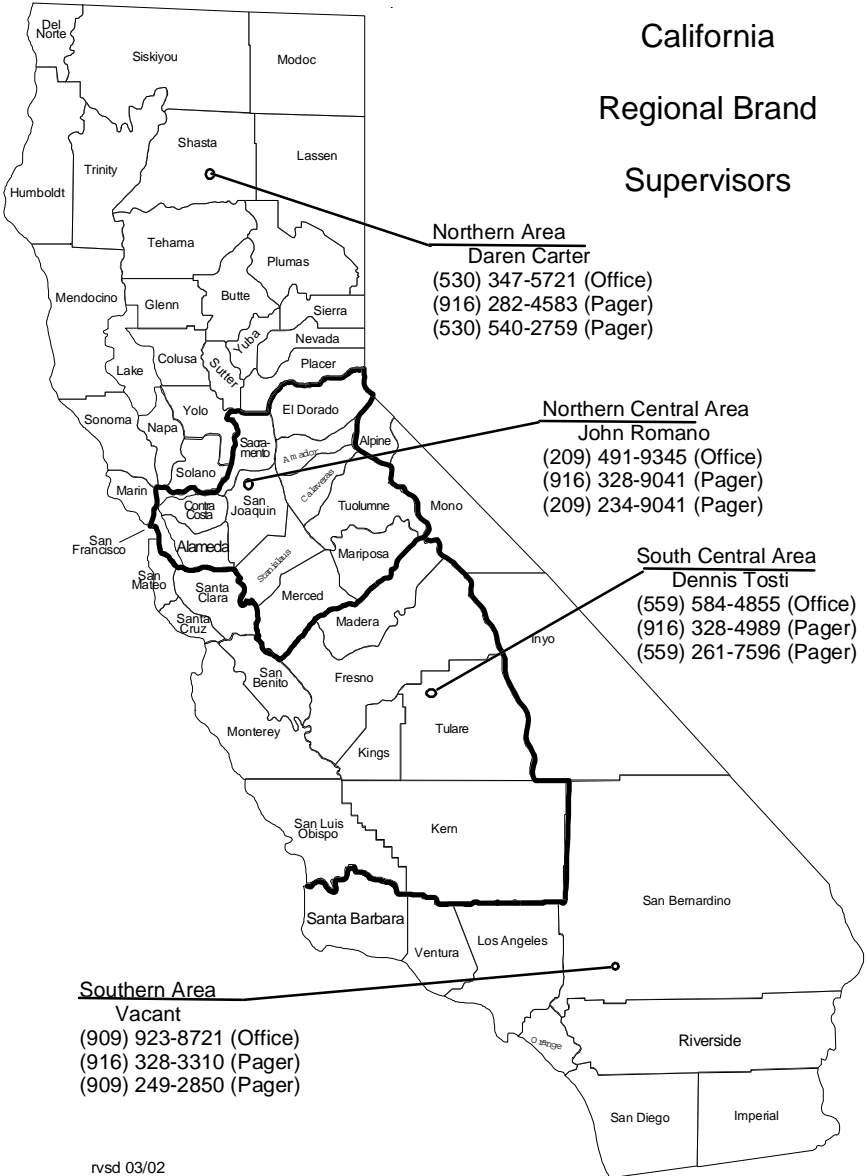 California
Regional Brand
Supervisors
Del
Norte
Siskiyou
Modoc
Shasta
Lassen
Trinity
Humboldt
Northern Area
Daren Carter
(530) 347-5721 (Office)
(916) 282-4583 (Pager)
(530) 540-2759 (Pager)
Tehama
Plumas
Mendocino
Glenn
Butte
Sierra
Yuba
Nevada
Colusa
Sutter
Placer
Lake
Northern Central Area
John Romano
(209) 491-9345 (Office)
(916) 328-9041 (Pager)
(209) 234-9041 (Pager)
Sonoma
Napa
Yolo
El Dorado
Sacra-
mento
Amador
Alpine
Solano
Calaveras
Marin
Contra
Costa
San
Joaquin
Tuolumne
Mono
San
Francisco
Alameda
Stanislaus
Mariposa
South Central Area
Dennis Tosti
(559) 584-4855 (Office)
(916) 328-4989 (Pager)
(559) 261-7596 (Pager)
San
Mateo
Santa
Clara
Merced
Santa
Cruz
Madera
Inyo
San
Benito
Fresno
Monterey
Tulare
Kings
San Luis
Obispo
Kern
San Bernardino
Santa Barbara
Ventura
Los Angeles
Southern Area
Vacant
(909) 923-8721 (Office)
(916) 328-3310 (Pager)
(909) 249-2850 (Pager)
Orange
Riverside
San Diego
Imperial
rvsd 03/02